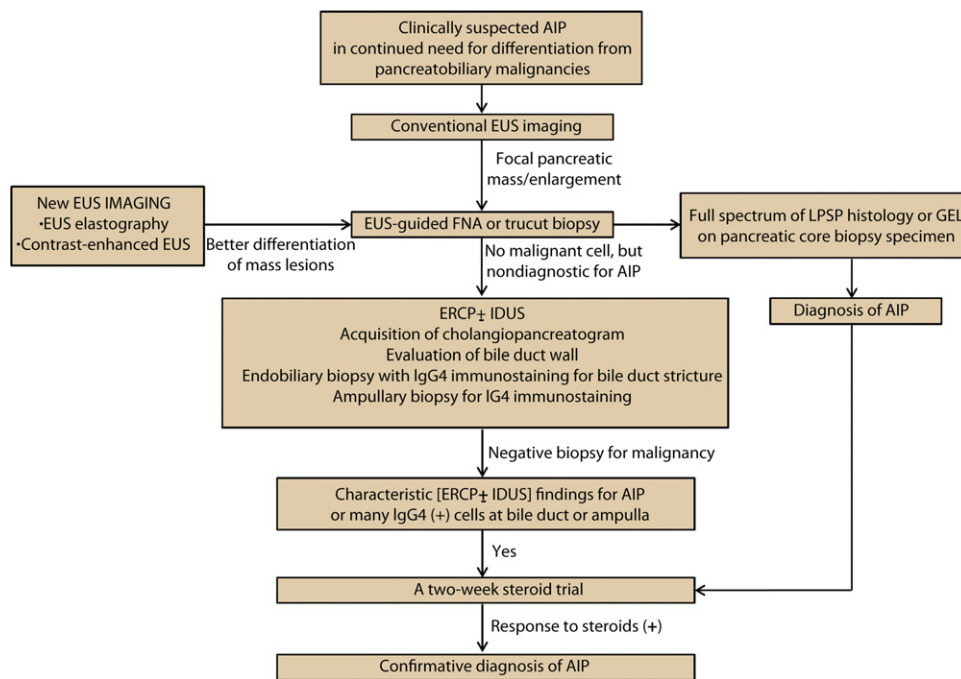 Clinically suspected AIP
in continued need for differentiation from
pancreatobiliary malignancies
Conventional EUS imaging
Focal pancreatic
mass/enlargement
New EUS IMAGING
•EUS elastography
•Contrast-enhanced EUS
Better differentiation
of mass lesions
EUS-guided FNA or trucut biopsy
Full spectrum of LPSP histology or GEL
on pancreatic core biopsy specimen
No malignant cell, but
nondiagnostic for AIP
Diagnosis of AIP
ERCP± IDUS
Acquisition of cholangiopancreatogram
Evaluation of bile duct wall
Endobiliary biopsy with IgG4 immunostaining for bile duct stricture
Ampullary biopsy for IG4 immunostaining
Negative biopsy for malignancy
Characteristic [ERCP± IDUS] findings for AIP
or many IgG4 (+) cells at bile duct or ampulla
Yes
A two-week steroid trial
Response to steroids (+)
Confirmative diagnosis of AIP